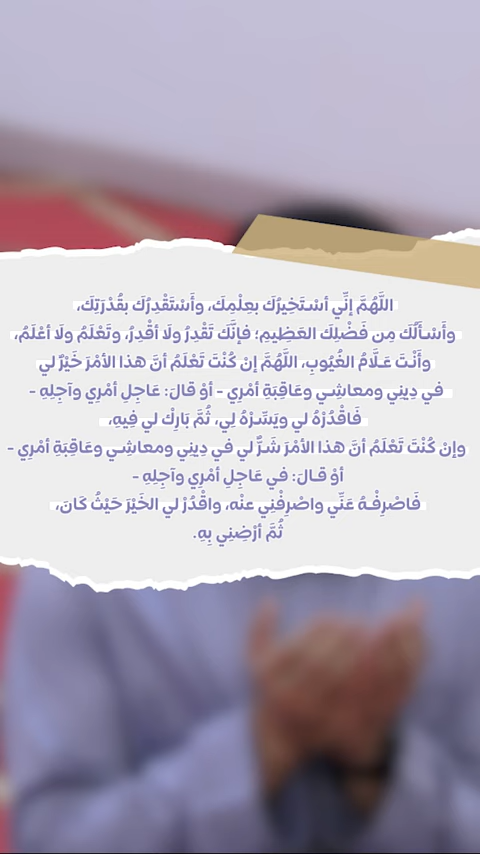 اللَّهُمَّ إنِّي أسْتَخِيرُكَ بعِلْمِكَ، وأَسْتَقْدِرُكَ بقُدْرَتِكَ،
وأَسْأَلُكَ مِن فَضْلِكَ العَظِيمِ؛ فإنَّكَ تَقْدِرُ ولَا أقْدِرُ، وتَعْلَمُ ولَا أعْلَمُ،
وأَنْتَ عَلَّامُ الغُيُوبِ، اللَّهُمَّ إنْ كُنْتَ تَعْلَمُ أنَّ هذا الأمْرَ خَيْرٌ لي
في دِينِي ومعاشِي وعَاقِبَةِ أمْرِي - أوْ قالَ: عَاجِلِ أمْرِي وآجِلِهِ -
فَاقْدُرْهُ لي ويَسِّرْهُ لِي، ثُمَّ بَارِكْ لي فِيهِ،
وإنْ كُنْتَ تَعْلَمُ أنَّ هذا الأمْرَ شَرٌّ لي في دِينِي ومعاشِي وعَاقِبَةِ أمْرِي -
أوْ قالَ: في عَاجِلِ أمْرِي وآجِلِهِ -
فَاصْرِفْهُ عَنِّي واصْرِفْنِي عنْه، واقْدُرْ لي الخَيْرَ حَيْثُ كَانَ،
ثُمَّ أرْضِنِي بِهِ.